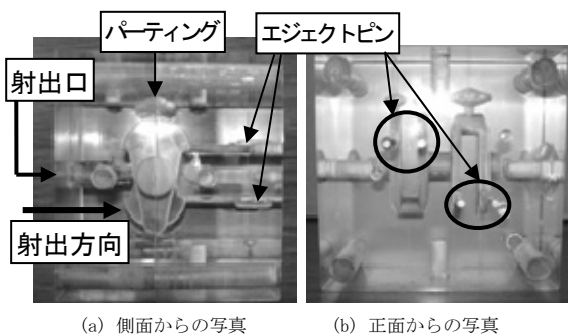 パーティング
エジェクトピン
射出口
射出方向
(a) 側面からの写真
(b) 正面からの写真